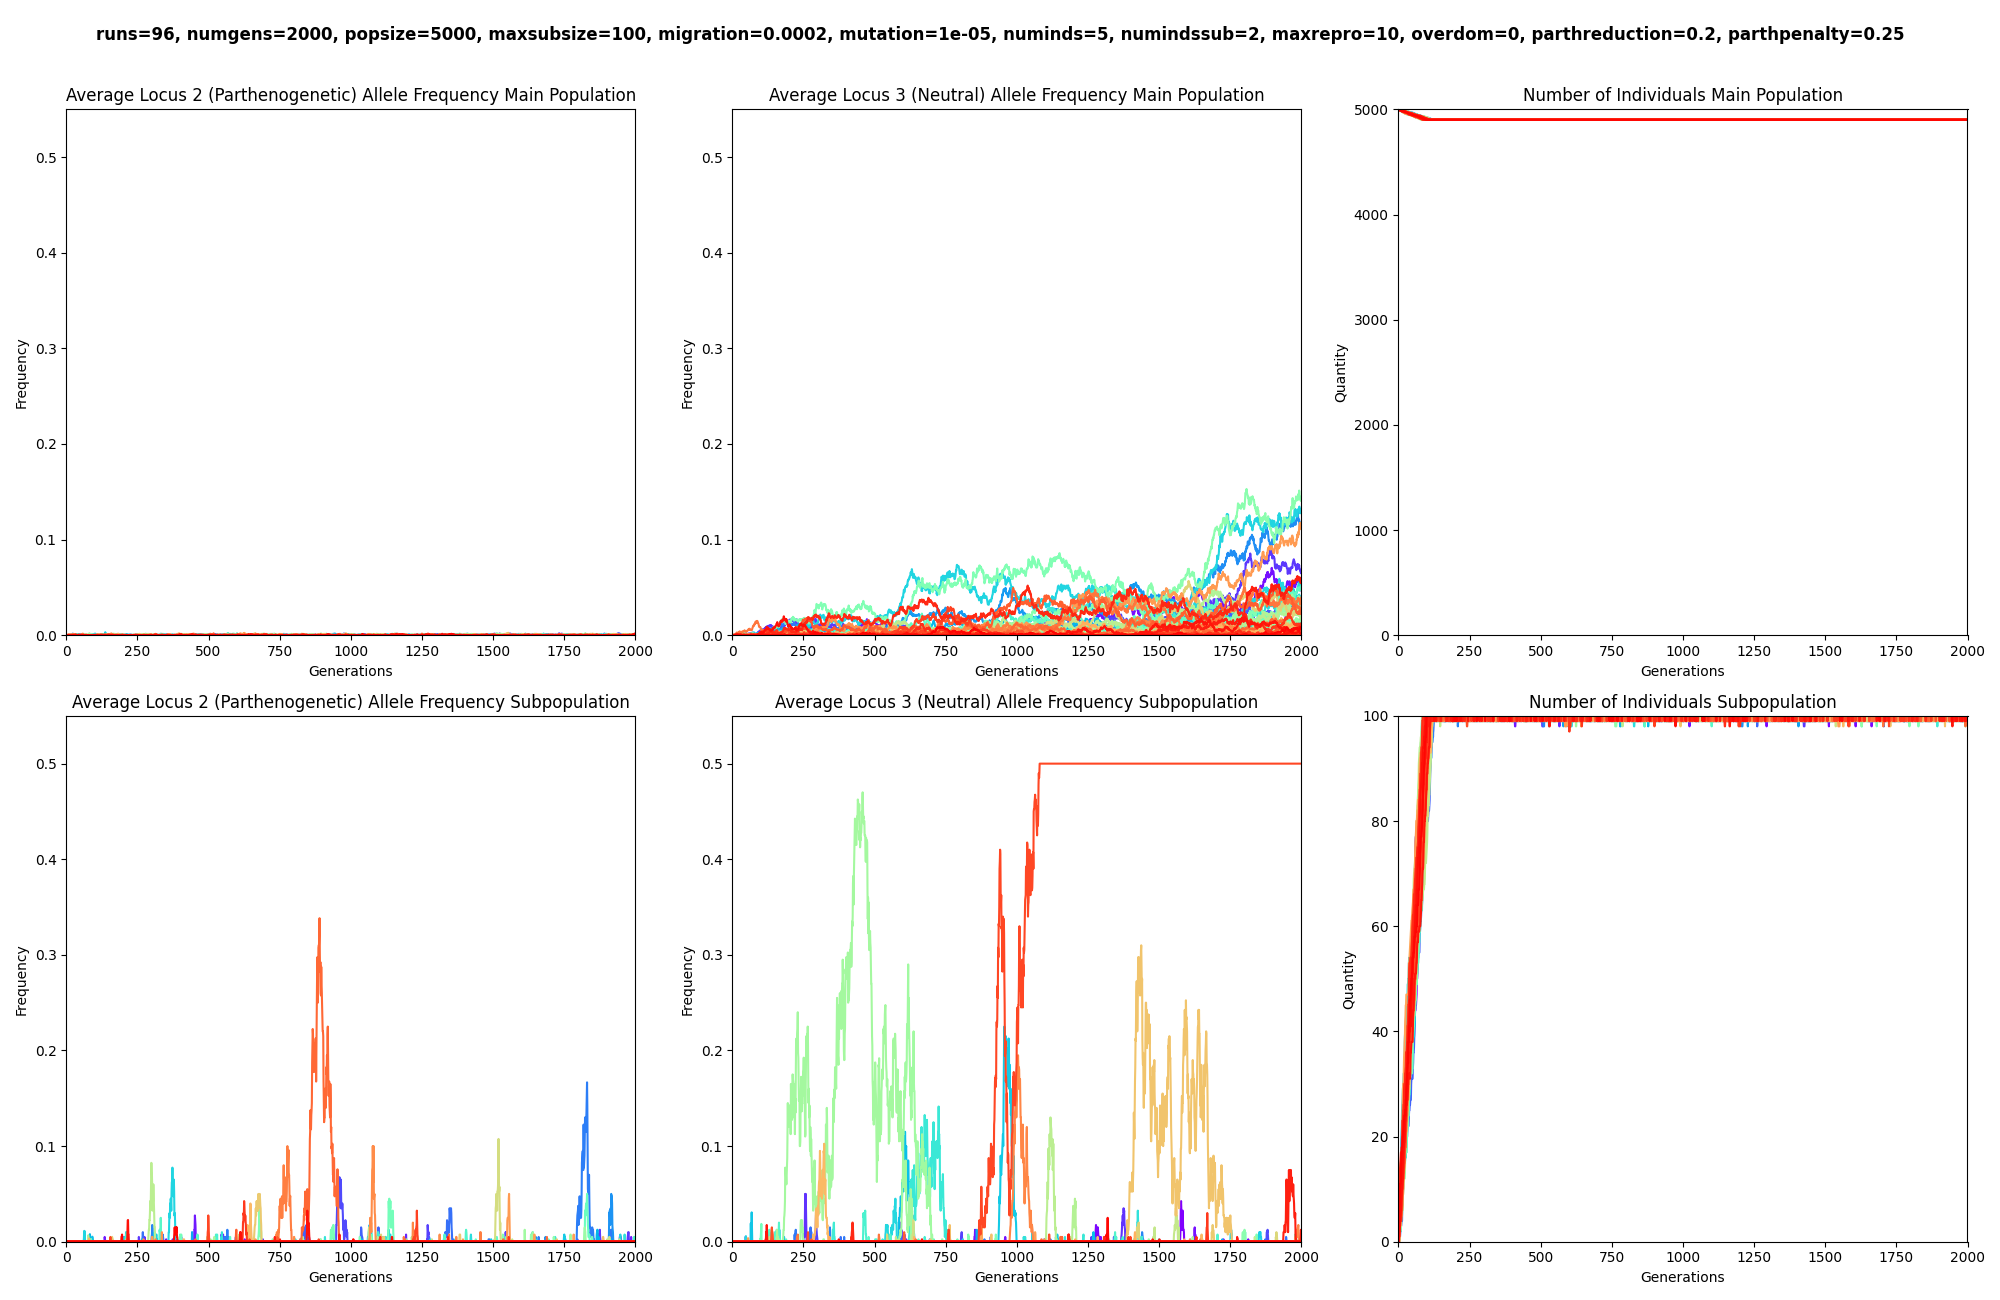 runs=96, numgens=2000, popsize=5000, maxsubsize=100, migration=0.0002, mutation=1e-05, numinds=5, numindssub=2, maxrepro=10, overdom=0, parthreduction=0.2, parthpenalty=0.25
Average Locus 2 (Parthenogenetic) Allele Frequency Main Population
Frequency
0.5
0.4
0.3
0.2
0.1
0.0
0 250 500 750 1000 1250 1500 1750 2000
Generations
Average Locus 3 (Neutral) Allele Frequency Main Population
Frequency
0.5
0.4
0.3
0.2
0.1
0.0
0 250 500 750 1000 1250 1500 1750 2000
Generations
Number of Individuals Main Population
Quantity
5000
4000
3000
2000
1000
0
0 250 500 750 1000 1250 1500 1750 2000
Generations
Average Locus 2 (Parthenogenetic) Allele Frequency Subpopulation
Frequency
0.5
0.4
0.3
0.2
0.1
0.0
0 250 500 750 1000 1250 1500 1750 2000
Generations
Average Locus 3 (Neutral) Allele Frequency Subpopulation
Frequency
0.5
0.4
0.3
0.2
0.1
0.0
0 250 500 750 1000 1250 1500 1750 2000
Generations
Number of Individuals Subpopulation
Quantity
100
80
60
40
20
0
0 250 500 750 1000 1250 1500 1750 2000
Generations